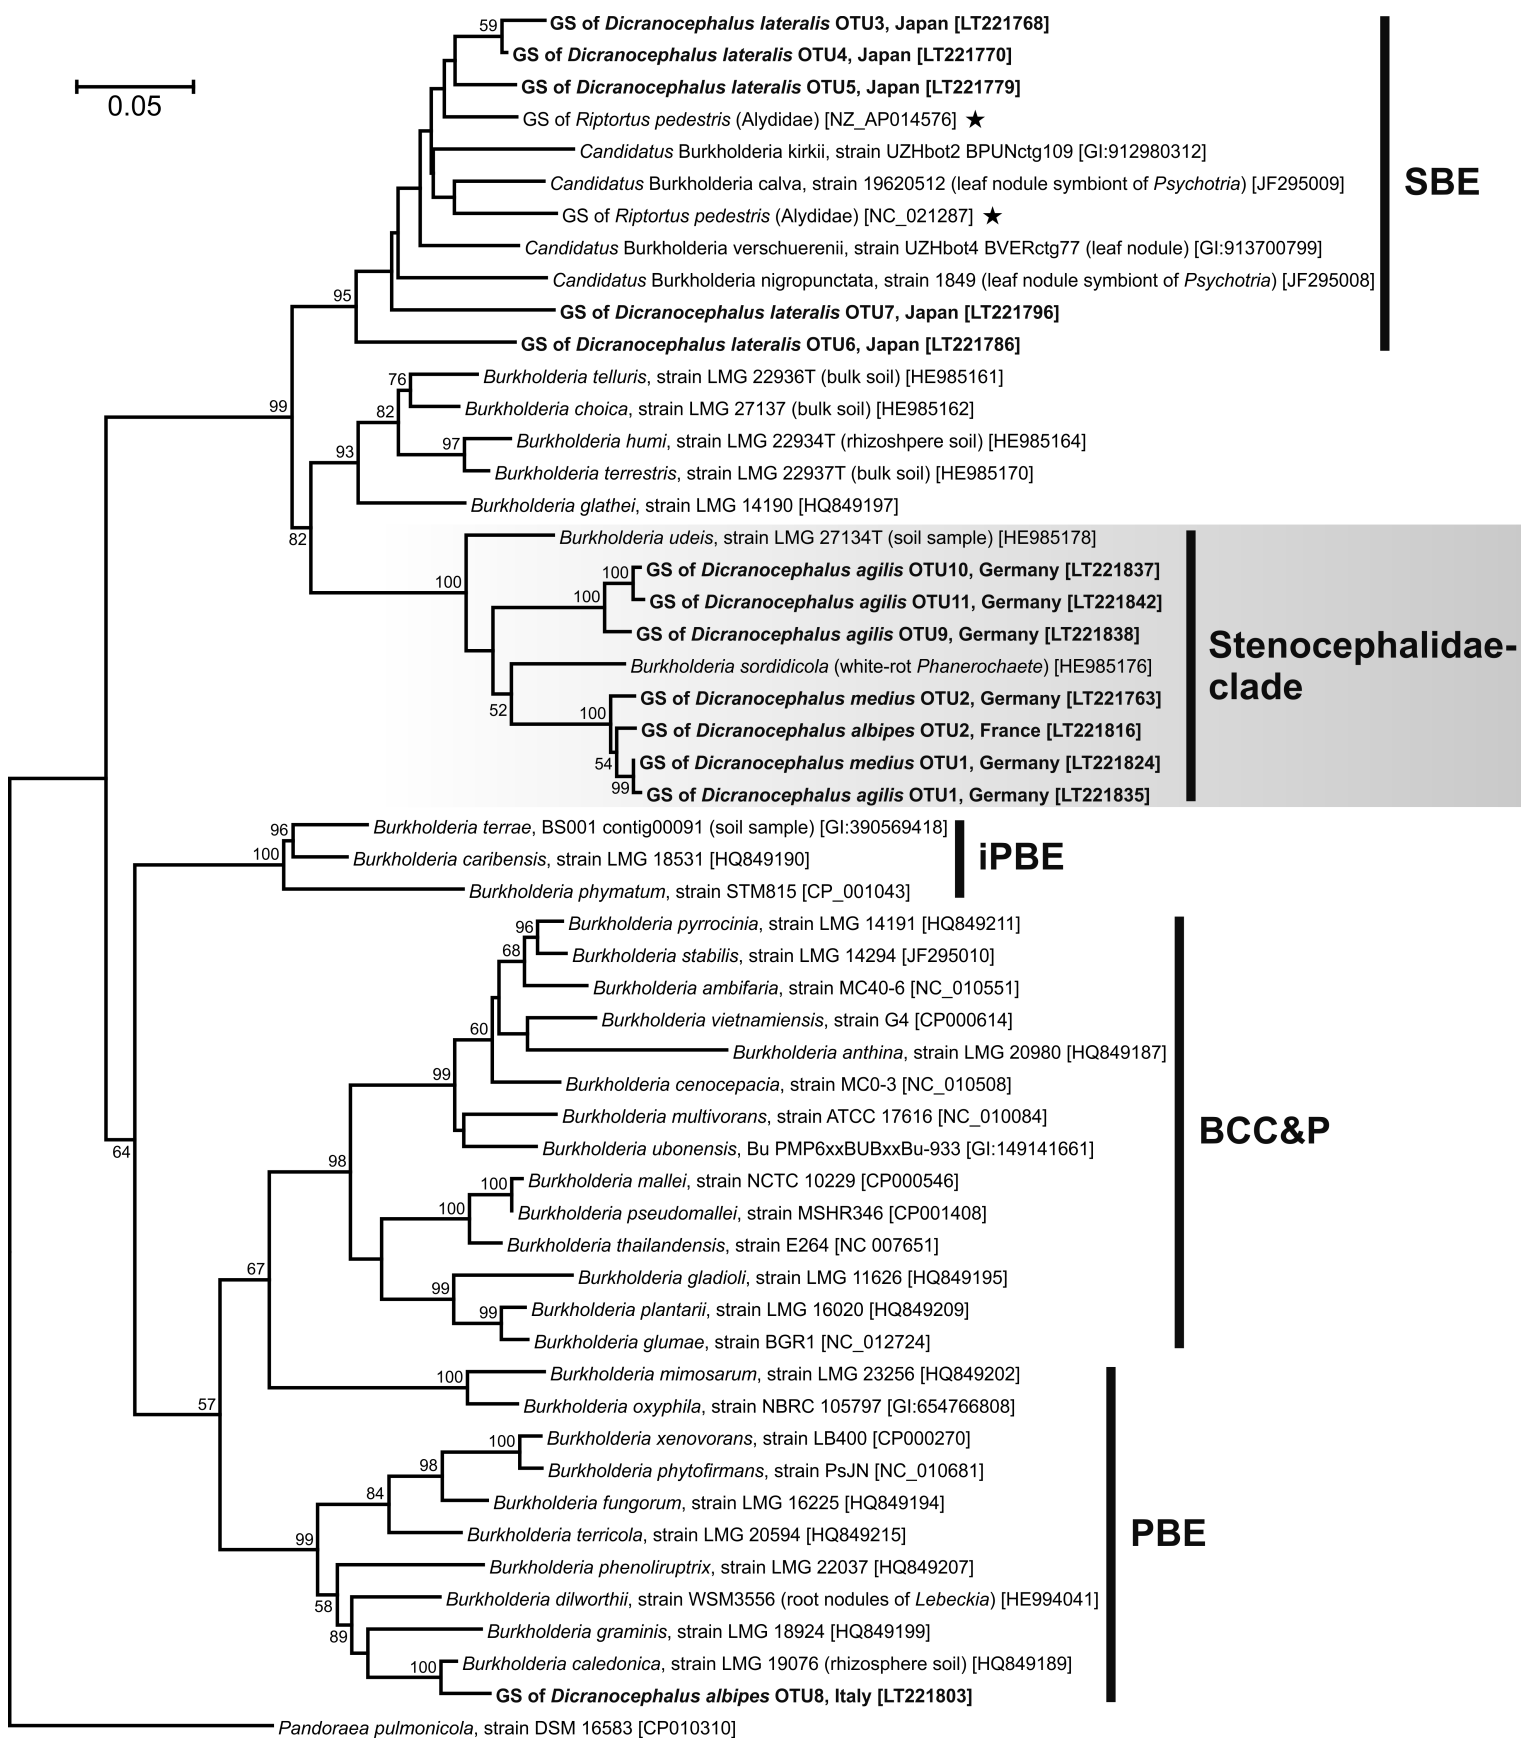 59
GS of Dicranocephalus lateralis OTU3, Japan [LT221768]
GS of Dicranocephalus lateralis OTU4, Japan [LT221770]
GS of Dicranocephalus lateralis OTU5, Japan [LT221779]
0.05
GS of Riptortus pedestris (Alydidae) [NZ_AP014576] ★
Candidatus Burkholderia kirkii, strain UZHbot2 BPUNctg109 [GI:912980312]
Candidatus Burkholderia calva, strain 19620512 (leaf nodule symbiont of Psychotria) [JF295009]
SBE
GS of Riptortus pedestris (Alydidae) [NC_021287] ★
Candidatus Burkholderia verschuerenii, strain UZHbot4 BVERctg77 (leaf nodule) [GI:913700799]
Candidatus Burkholderia nigropunctata, strain 1849 (leaf nodule symbiont of Psychotria) [JF295008]
95
GS of Dicranocephalus lateralis OTU7, Japan [LT221796]
GS of Dicranocephalus lateralis OTU6, Japan [LT221786]
76
Burkholderia telluris, strain LMG 22936T (bulk soil) [HE985161]
99
82
Burkholderia choica, strain LMG 27137 (bulk soil) [HE985162]
97
Burkholderia humi, strain LMG 22934T (rhizoshpere soil) [HE985164]
93
Burkholderia terrestris, strain LMG 22937T (bulk soil) [HE985170]
Burkholderia glathei, strain LMG 14190 [HQ849197]
82
Burkholderia udeis, strain LMG 27134T (soil sample) [HE985178]
100
100
GS of Dicranocephalus agilis OTU10, Germany [LT221837]
100
GS of Dicranocephalus agilis OTU11, Germany [LT221842]
GS of Dicranocephalus agilis OTU9, Germany [LT221838]
Stenocephalidae-
clade
Burkholderia sordidicola (white-rot Phanerochaete) [HE985176]
52
100
GS of Dicranocephalus medius OTU2, Germany [LT221763]
GS of Dicranocephalus albipes OTU2, France [LT221816]
54
GS of Dicranocephalus medius OTU1, Germany [LT221824]
99
GS of Dicranocephalus agilis OTU1, Germany [LT221835]
96
Burkholderia terrae, BS001 contig00091 (soil sample) [GI:390569418]
100
Burkholderia caribensis, strain LMG 18531 [HQ849190]
iPBE
Burkholderia phymatum, strain STM815 [CP_001043]
96
Burkholderia pyrrocinia, strain LMG 14191 [HQ849211]
68
Burkholderia stabilis, strain LMG 14294 [JF295010]
Burkholderia ambifaria, strain MC40-6 [NC_010551]
60
Burkholderia vietnamiensis, strain G4 [CP000614]
Burkholderia anthina, strain LMG 20980 [HQ849187]
99
Burkholderia cenocepacia, strain MC0-3 [NC_010508]
Burkholderia multivorans, strain ATCC 17616 [NC_010084]
BCC&P
64
Burkholderia ubonensis, Bu PMP6xxBUBxxBu-933 [GI:149141661]
98
100
Burkholderia mallei, strain NCTC 10229 [CP000546]
100
Burkholderia pseudomallei, strain MSHR346 [CP001408]
Burkholderia thailandensis, strain E264 [NC 007651]
67
99
Burkholderia gladioli, strain LMG 11626 [HQ849195]
99
Burkholderia plantarii, strain LMG 16020 [HQ849209]
Burkholderia glumae, strain BGR1 [NC_012724]
100
Burkholderia mimosarum, strain LMG 23256 [HQ849202]
57
Burkholderia oxyphila, strain NBRC 105797 [GI:654766808]
100
Burkholderia xenovorans, strain LB400 [CP000270]
98
Burkholderia phytofirmans, strain PsJN [NC_010681]
84
Burkholderia fungorum, strain LMG 16225 [HQ849194]
99
Burkholderia terricola, strain LMG 20594 [HQ849215]
PBE
Burkholderia phenoliruptrix, strain LMG 22037 [HQ849207]
58
Burkholderia dilworthii, strain WSM3556 (root nodules of Lebeckia) [HE994041]
89
Burkholderia graminis, strain LMG 18924 [HQ849199]
100
Burkholderia caledonica, strain LMG 19076 (rhizosphere soil) [HQ849189]
GS of Dicranocephalus albipes OTU8, Italy [LT221803]
Pandoraea pulmonicola, strain DSM 16583 [CP010310]